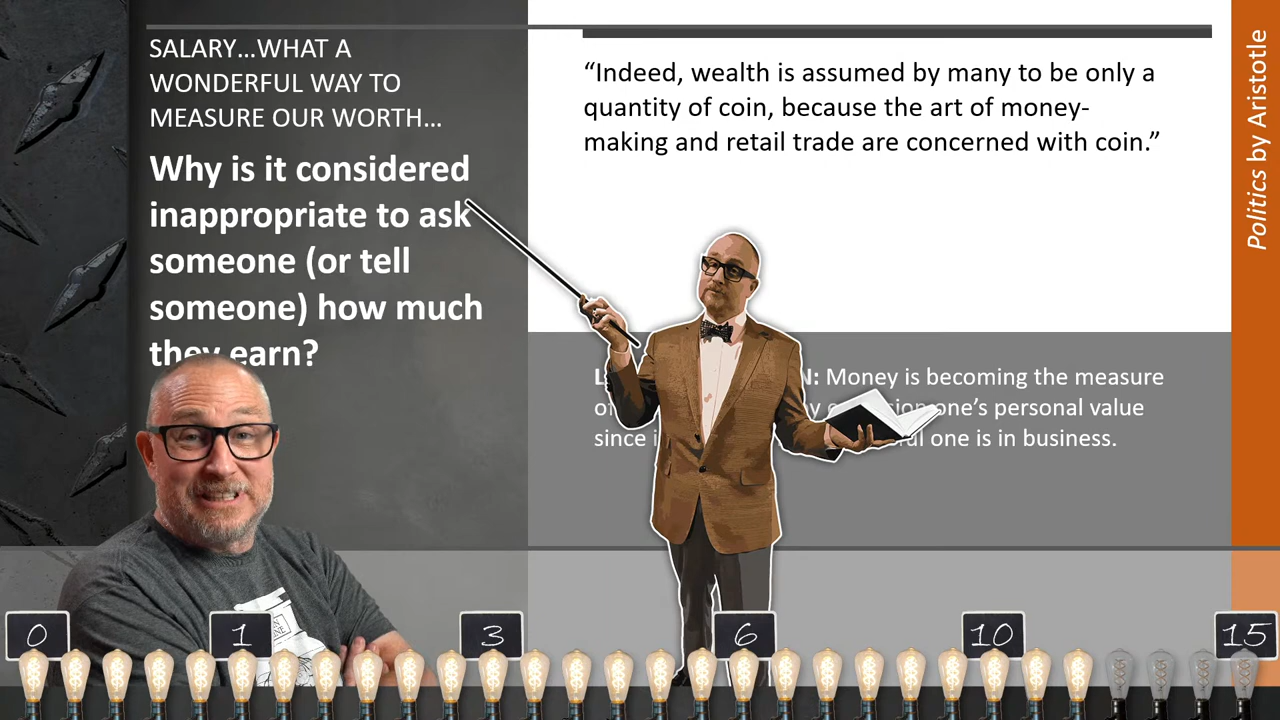 SALARY…WHAT A
WONDERFUL WAY TO
MEASURE OUR WORTH…
Why is it considered
inappropriate to ask
someone (or tell
someone) how much
they earn?
“Indeed, wealth is assumed by many to be only a
quantity of coin, because the art of money-
making and retail trade are concerned with coin.”
Politics by Aristotle
Money is becoming the measure
one’s personal value
since
one is in business.
0
1
3
6
10
15